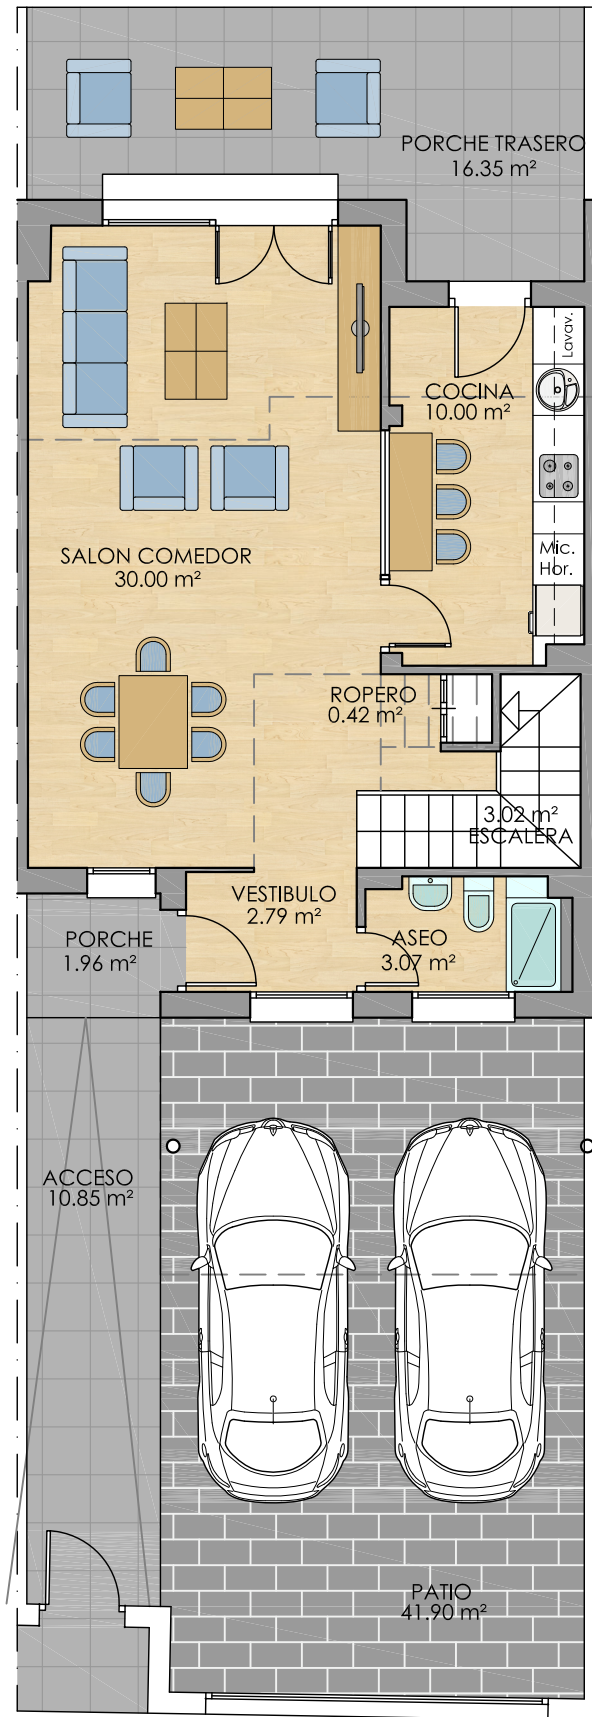 PORCHE TRASERO
16.35 m²
Lavav.
COCINA
10.00 m²
SALON COMEDOR
30.00 m²
Mic.
Hor.
ROPERO
0.42 m²
3.02 m²
ESCALERA
VESTIBULO
2.79 m²
PORCHE
1.96 m²
ASEO
3.07 m²
ACCESO
10.85 m²
PATIO
41.90 m²